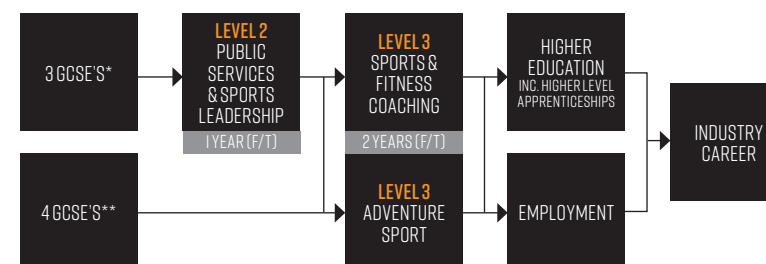 3 GCSE'S*
LEVEL 2
PUBLIC
SERVICES
& SPORTS
LEADERSHIP
1 YEAR (F/T)
LEVEL 3
SPORTS &
FITNESS
COACHING
2 YEARS (F/T)
HIGHER
EDUCATION
INC. HIGHER LEVEL
APPRENTICESHIPS
INDUSTRY
CAREER
4 GCSE'S**
LEVEL 3
ADVENTURE
SPORT
EMPLOYMENT